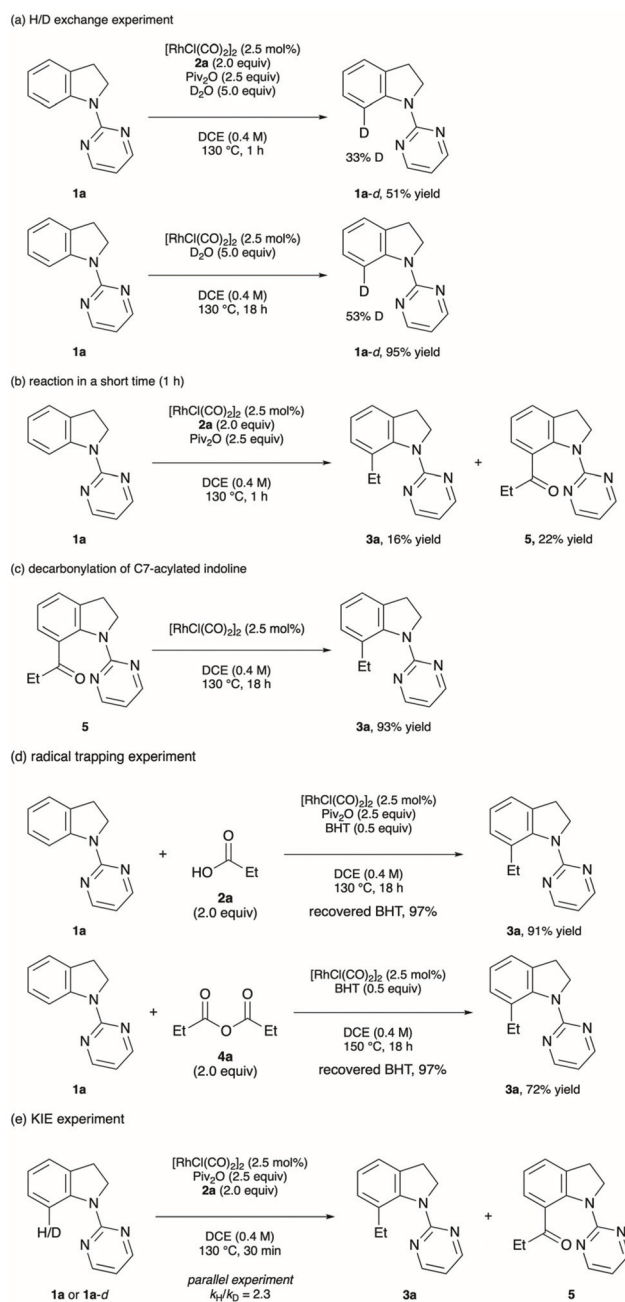 (a) H/D exchange experiment
[RhCl(CO)₂]₂ (2.5 mol%)
2a (2.0 equiv)
Piv₂O (2.5 equiv)
D₂O (5.0 equiv)
DCE (0.4 M)
130 °C, 1 h
N
N
N
1a
D
33% D
N
N
N
1a-d, 51% yield
[RhCl(CO)₂]₂ (2.5 mol%)
D₂O (5.0 equiv)
DCE (0.4 M)
130 °C, 18 h
N
N
N
1a
D
53% D
N
N
N
1a-d, 95% yield
(b) reaction in a short time (1 h)
[RhCl(CO)₂]₂ (2.5 mol%)
2a (2.0 equiv)
Piv₂O (2.5 equiv)
DCE (0.4 M)
130 °C, 1 h
N
N
N
1a
Et
N
N
N
3a, 16% yield
+
Et
O
N
N
N
5, 22% yield
(c) decarbonylation of C7-acylated indoline
Et
O
N
N
N
5
[RhCl(CO)₂]₂ (2.5 mol%)
DCE (0.4 M)
130 °C, 18 h
Et
N
N
N
3a, 93% yield
(d) radical trapping experiment
N
N
N
1a
+
O
HO
Et
2a
(2.0 equiv)
[RhCl(CO)₂]₂ (2.5 mol%)
Piv₂O (2.5 equiv)
BHT (0.5 equiv)
DCE (0.4 M)
130 °C, 18 h
recovered BHT, 97%
Et
N
N
N
3a, 91% yield
N
N
N
1a
+
O
O
Et
O
Et
4a
(2.0 equiv)
[RhCl(CO)₂]₂ (2.5 mol%)
BHT (0.5 equiv)
DCE (0.4 M)
150 °C, 18 h
recovered BHT, 97%
Et
N
N
N
3a, 72% yield
(e) KIE experiment
H/D
N
N
N
1a or 1a-d
[RhCl(CO)₂]₂ (2.5 mol%)
Piv₂O (2.5 equiv)
2a (2.0 equiv)
DCE (0.4 M)
130 °C, 30 min
parallel experiment
kH/kD = 2.3
Et
N
N
N
3a
+
Et
O
N
N
N
5